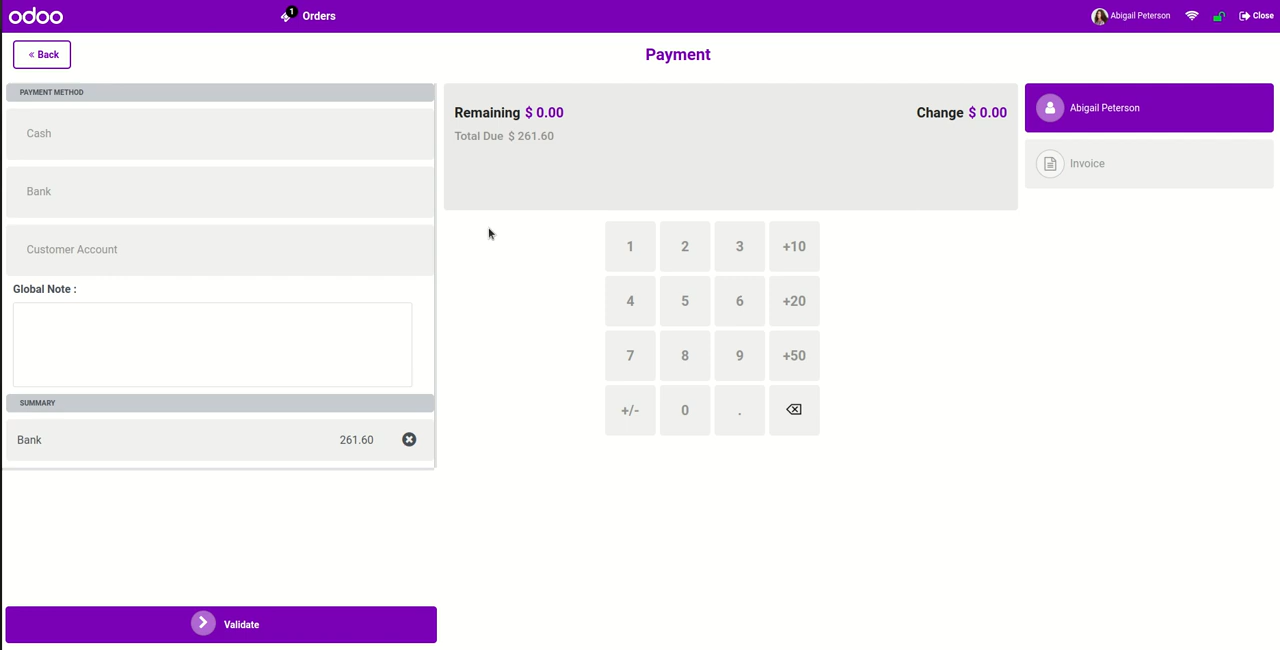 odoo
1
Orders
Abigail Peterson
Close
« Back
Payment
PAYMENT METHOD
Cash
Bank
Customer Account
Global Note :
SUMMARY
Bank 261.60
Validate
Remaining $ 0.00
Change $ 0.00
Total Due $ 261.60
1 2 3 +10
4 5 6 +20
7 8 9 +50
+/- 0 .
Abigail Peterson
Invoice